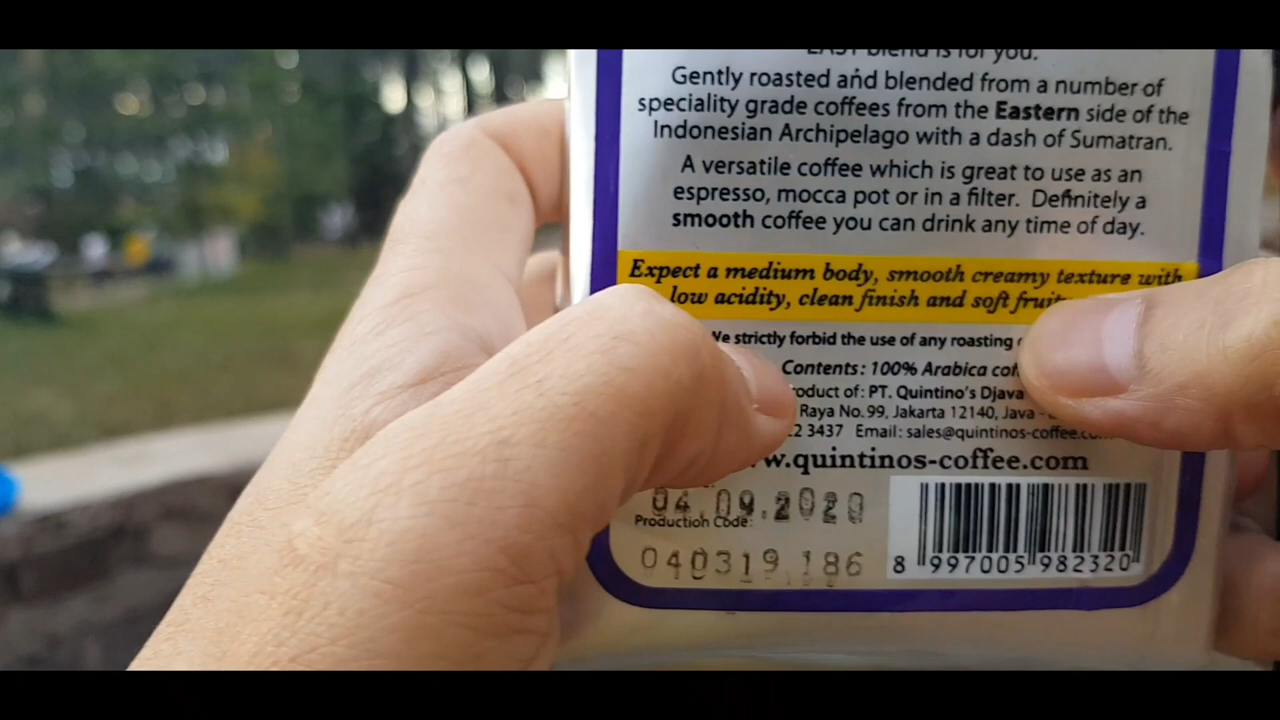 EAST blend is for you.
Gently roasted and blended from a number of
speciality grade coffees from the Eastern side of the
Indonesian Archipelago with a dash of Sumatran.
A versatile coffee which is great to use as an
espresso, mocca pot or in a filter. Definitely a
smooth coffee you can drink any time of day.
Expect a medium body, smooth creamy texture with
low acidity, clean finish and soft
strictly forbid the use of any roasting
Contents: 100% Arabica
of: PT. Quintino's Djava
Raya No. 99, Jakarta 12140, Java -
3437 Email: sales@quintinos-coffee.co
w.quintinos-coffee.com
04.09.2020
Production Code:
040319.186
8 997005 982320